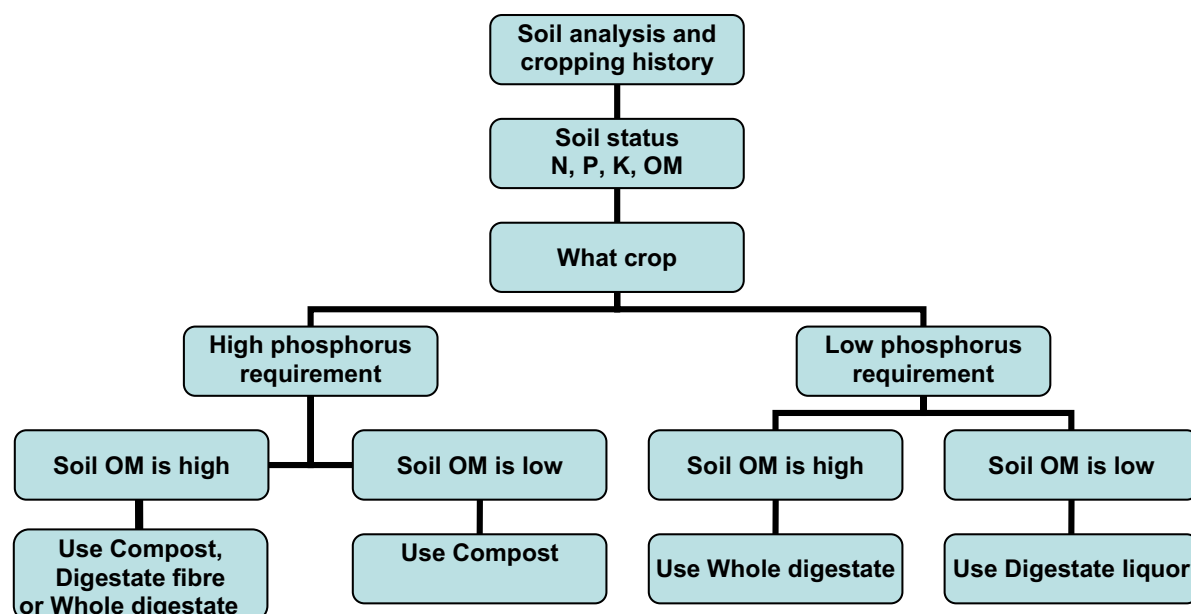 Soil analysis and
cropping history
Soil status
N, P, K, OM
What crop
High phosphorus
requirement
Low phosphorus
requirement
Soil OM is high
Soil OM is low
Soil OM is high
Soil OM is low
Use Compost,
Digestate fibre
or Whole digestate
Use Compost
Use Whole digestate
Use Digestate liquor